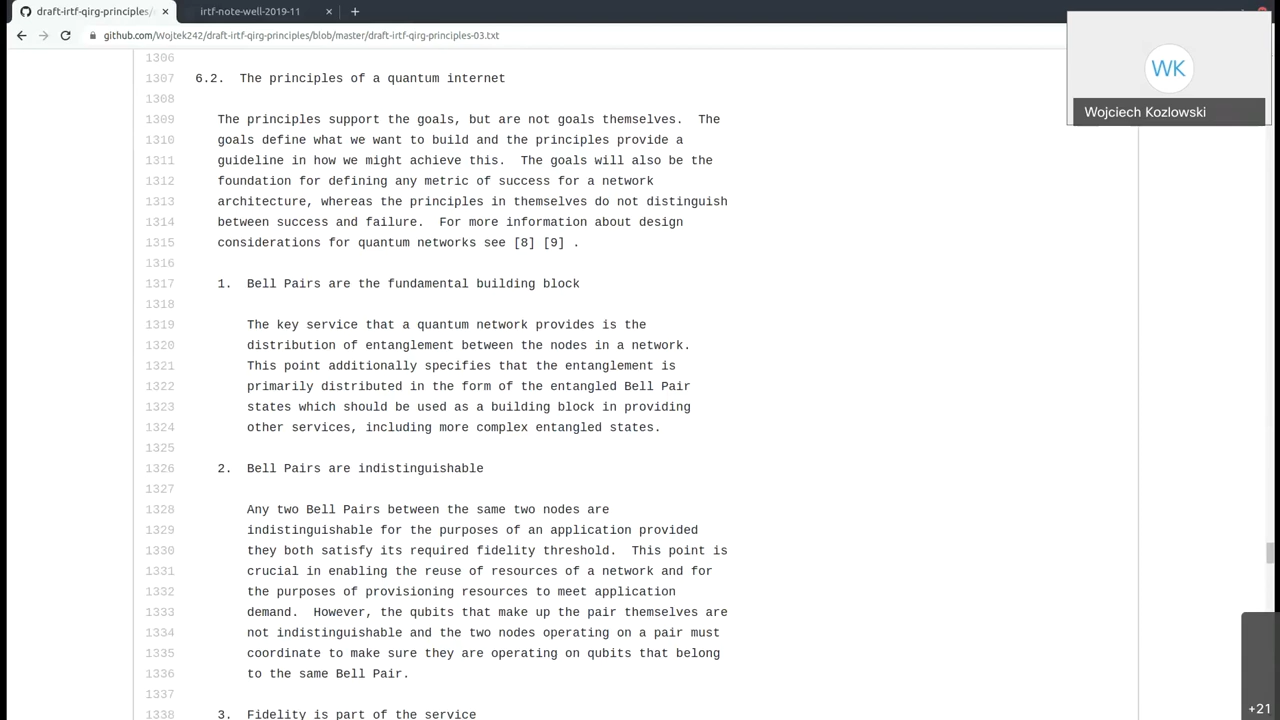 draft-irtf-qirg-principles/
irtf-note-well-2019-11
github.com/Wojtek242/draft-irtf-qirg-principles/blob/master/draft-irtf-qirg-principles-03.txt
WK
Wojciech Kozlowski
1306
1307 6.2. The principles of a quantum internet
1308
1309 The principles support the goals, but are not goals themselves. The
1310 goals define what we want to build and the principles provide a
1311 guideline in how we might achieve this. The goals will also be the
1312 foundation for defining any metric of success for a network
1313 architecture, whereas the principles in themselves do not distinguish
1314 between success and failure. For more information about design
1315 considerations for quantum networks see [8] [9] .
1316
1317 1. Bell Pairs are the fundamental building block
1318
1319 The key service that a quantum network provides is the
1320 distribution of entanglement between the nodes in a network.
1321 This point additionally specifies that the entanglement is
1322 primarily distributed in the form of the entangled Bell Pair
1323 states which should be used as a building block in providing
1324 other services, including more complex entangled states.
1325
1326 2. Bell Pairs are indistinguishable
1327
1328 Any two Bell Pairs between the same two nodes are
1329 indistinguishable for the purposes of an application provided
1330 they both satisfy its required fidelity threshold. This point is
1331 crucial in enabling the reuse of resources of a network and for
1332 the purposes of provisioning resources to meet application
1333 demand. However, the qubits that make up the pair themselves are
1334 not indistinguishable and the two nodes operating on a pair must
1335 coordinate to make sure they are operating on qubits that belong
1336 to the same Bell Pair.
1337
1338 3. Fidelity is part of the service
+21